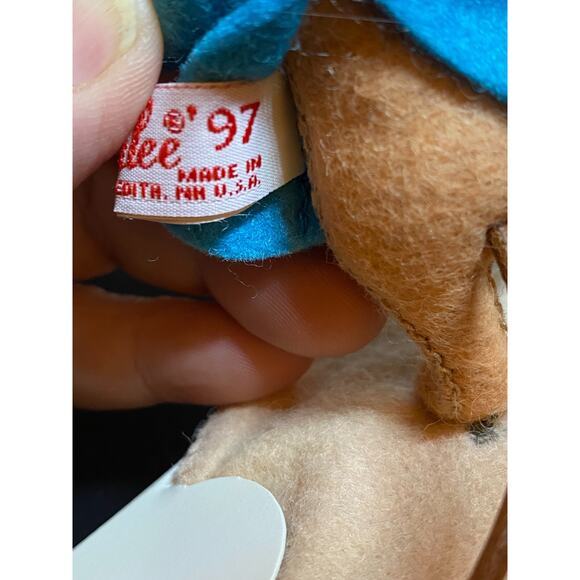 lee ®' 97
MADE IN
EDITH, NH U.S.A.